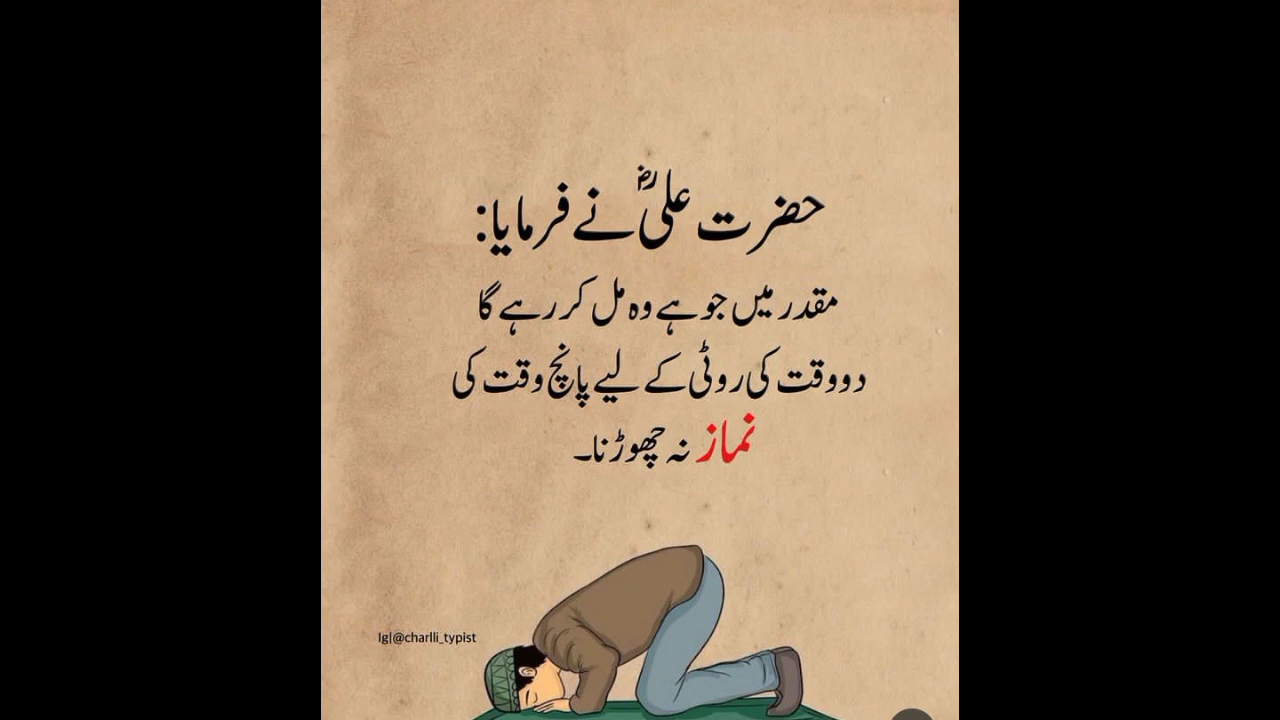 حضرت علیؓ نے فرمایا:
مقدر میں جو ہے وہ مل کر رہے گا
دو وقت کی روٹی کے لیے پانچ وقت کی
نماز نہ چھوڑنا۔
Ig|@charlli_typist